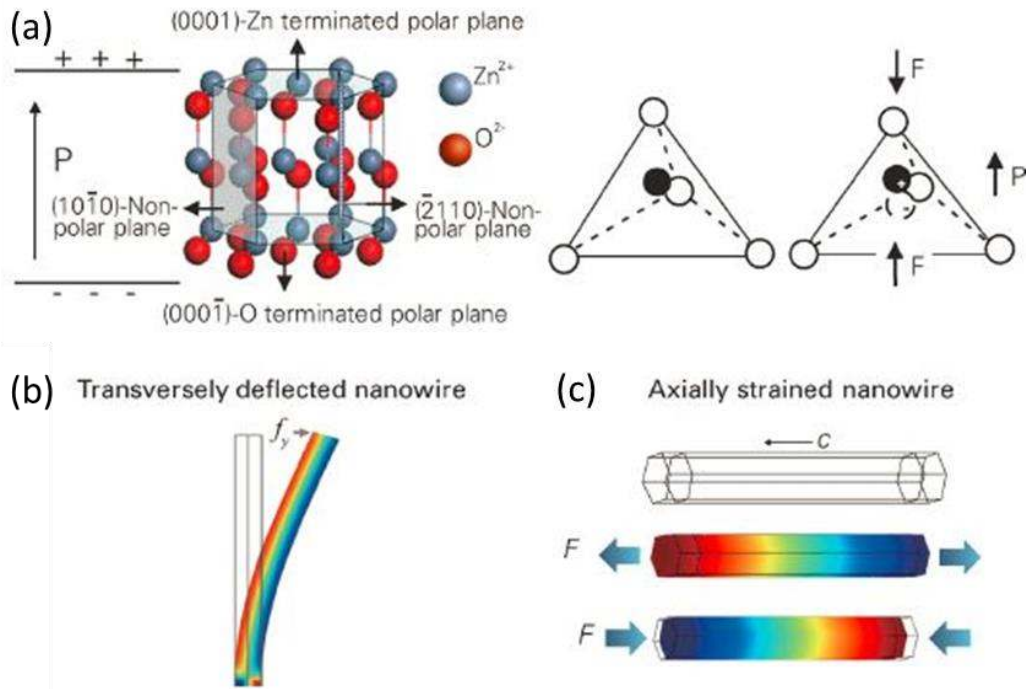 (a)
(0001)-Zn terminated polar plane
+ + +
P
Zn²⁺
O²⁻
(101̄0)-Non-
polar plane
(2̄110)-Non-
polar plane
- - -
(0001̄)-O terminated polar plane
F
P
F
(b)
Transversely deflected nanowire
f_y
(c)
Axially strained nanowire
c
F
F